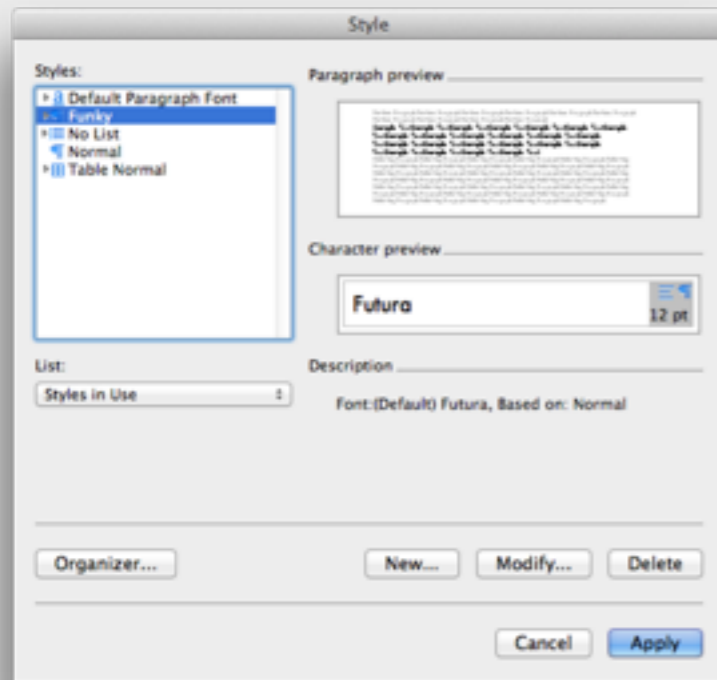 Style
Styles:
Default Paragraph Font
Funky
No List
Normal
Table Normal
List:
Styles in Use
Paragraph preview
Character preview
Futura
12 pt
Description
Font:(Default) Futura, Based on: Normal
Organizer...
New...
Modify...
Delete
Cancel
Apply